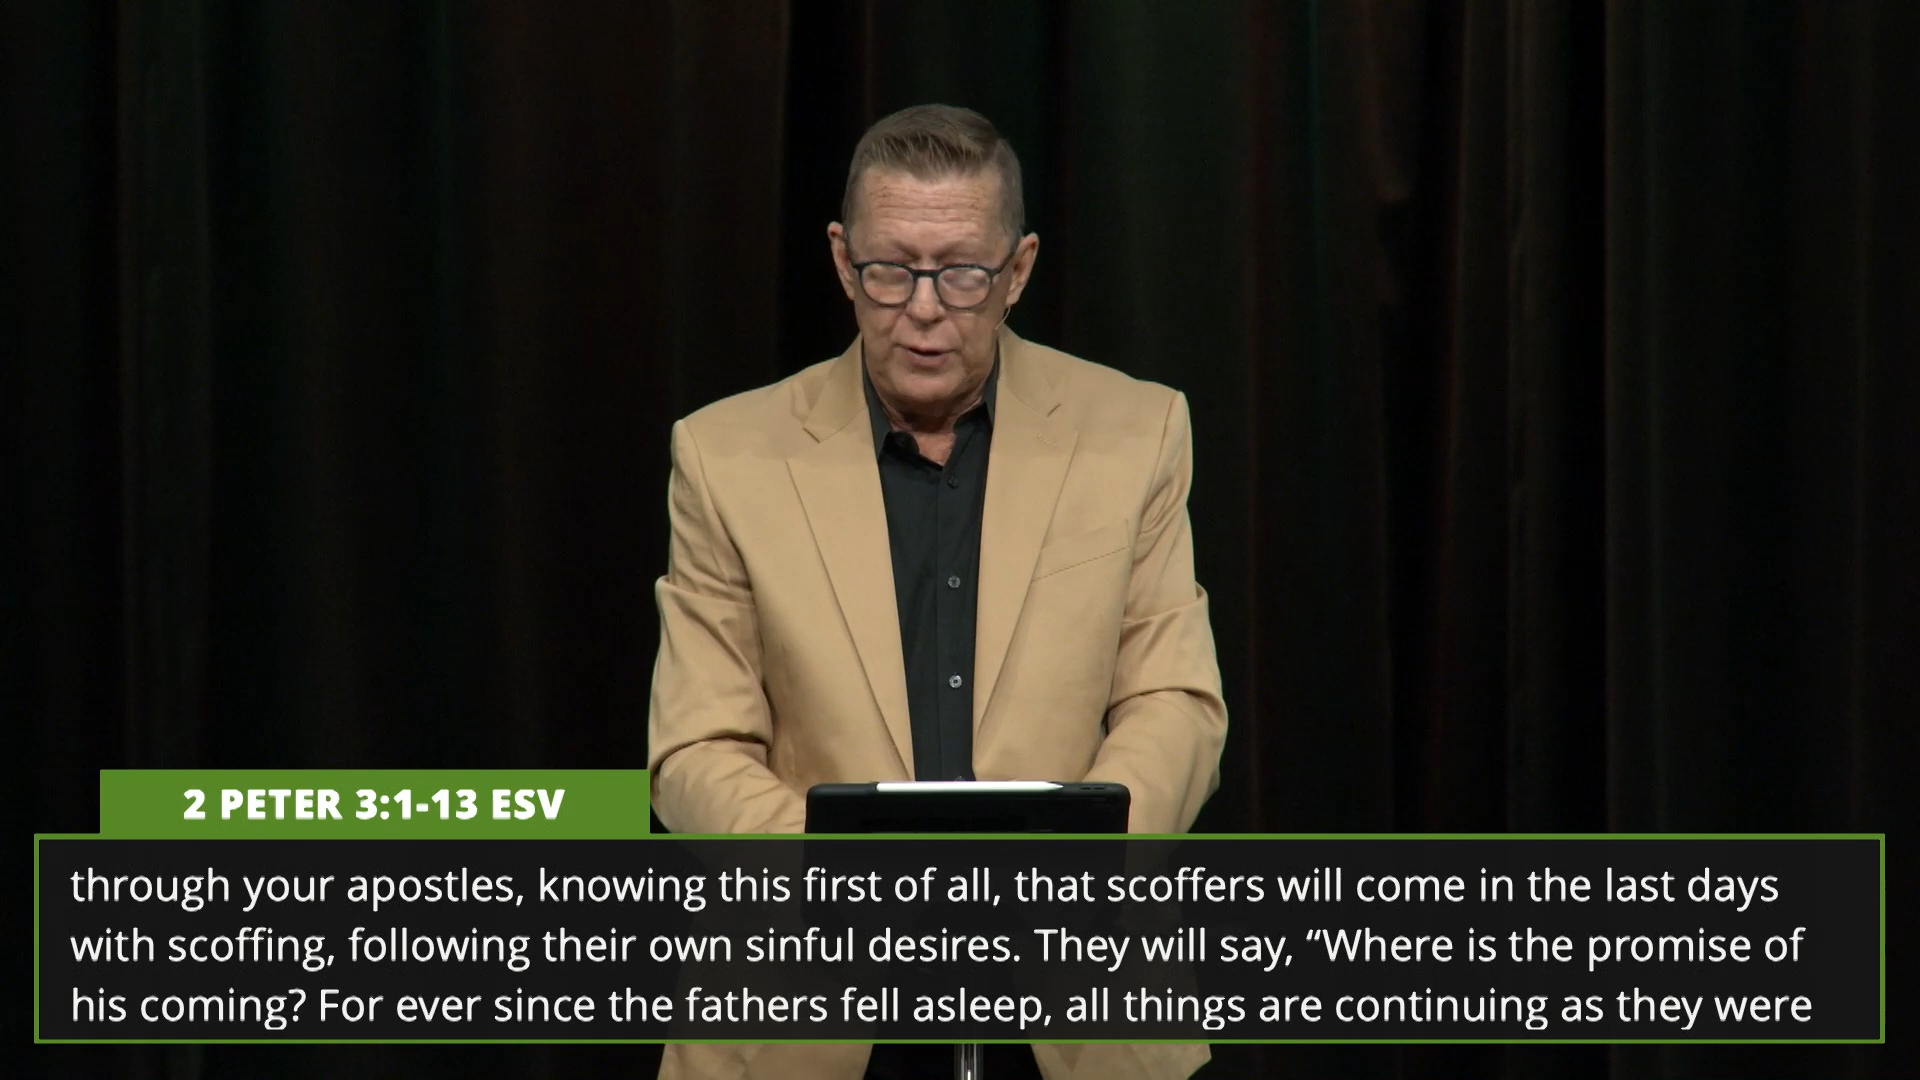 2 PETER 3:1-13 ESV
through your apostles, knowing this first of all, that scoffers will come in the last days
with scoffing, following their own sinful desires. They will say, “Where is the promise of
his coming? For ever since the fathers fell asleep, all things are continuing as they were